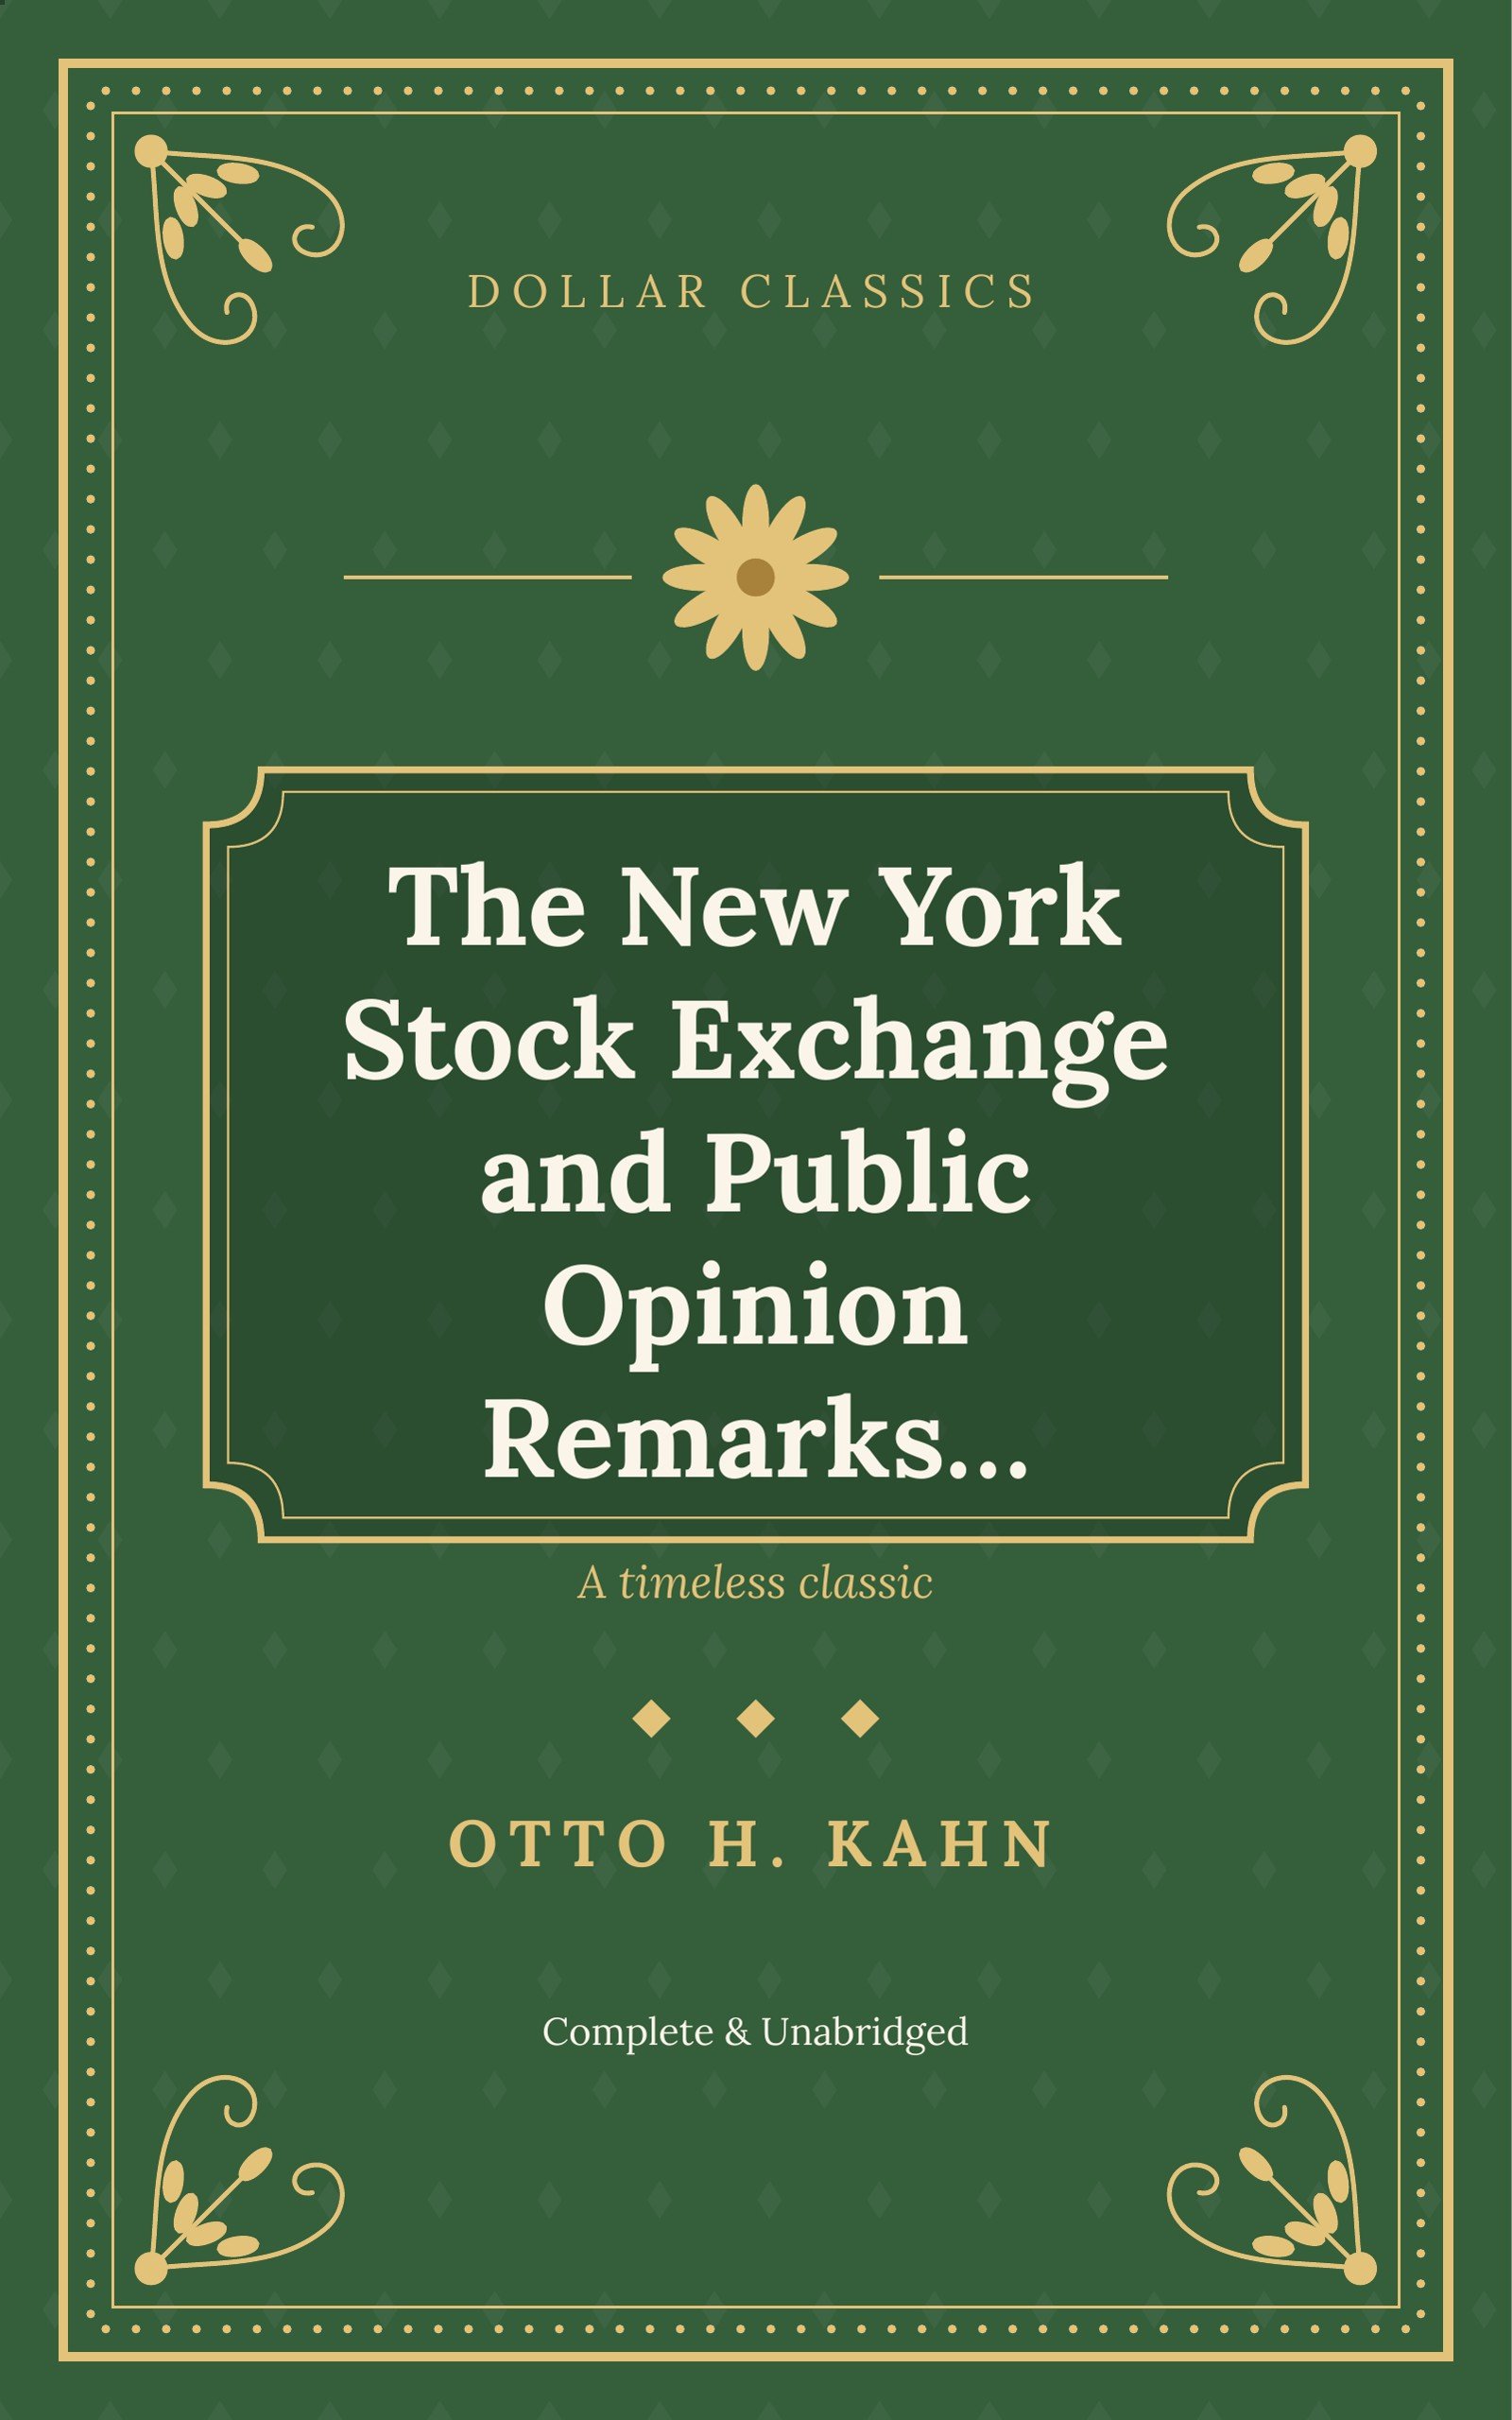 DOLLAR CLASSICS
The New York
Stock Exchange
and Public
Opinion
Remarks...
A timeless classic
OTTO H. KAHN
Complete & Unabridged